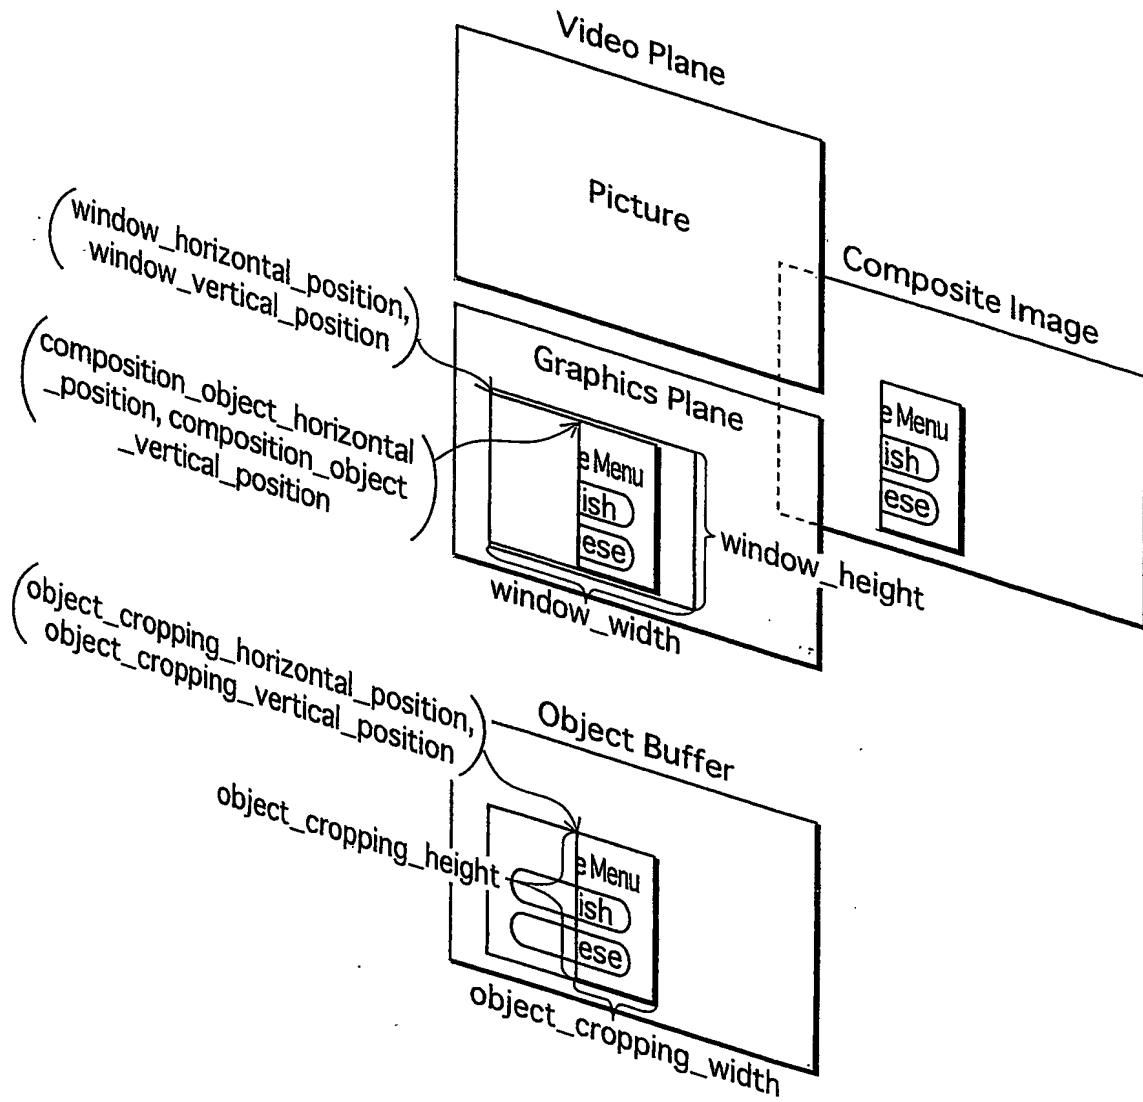 Video Plane
Picture
window_horizontal_position,
window_vertical_position
Composite Image
composition_object_horizontal
_position, composition_object
_vertical_position
Graphics Plane
e Menu
ish
ese
e Menu
ish
ese
window_height
window_width
object_cropping_horizontal_position,
object_cropping_vertical_position
Object Buffer
object_cropping_height
e Menu
ish
ese
object_cropping_width